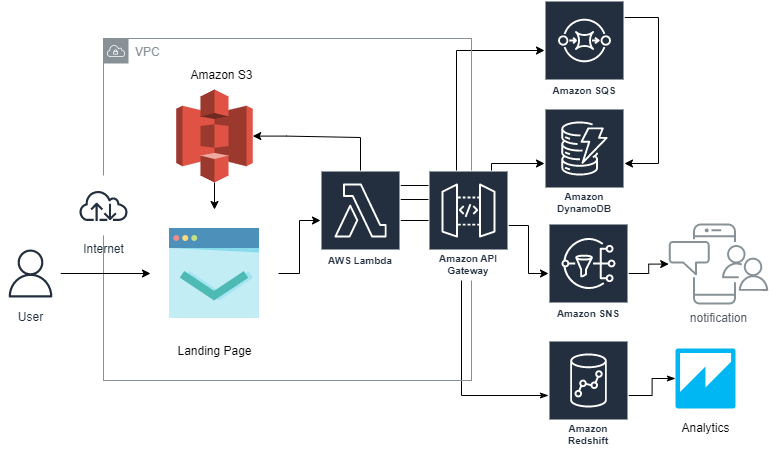 VPC
Amazon S3
Amazon SQS
Amazon
DynamoDB
Internet
AWS Lambda
</>
Amazon API
Gateway
User
Landing Page
Amazon SNS
notification
Amazon
Redshift
Analytics